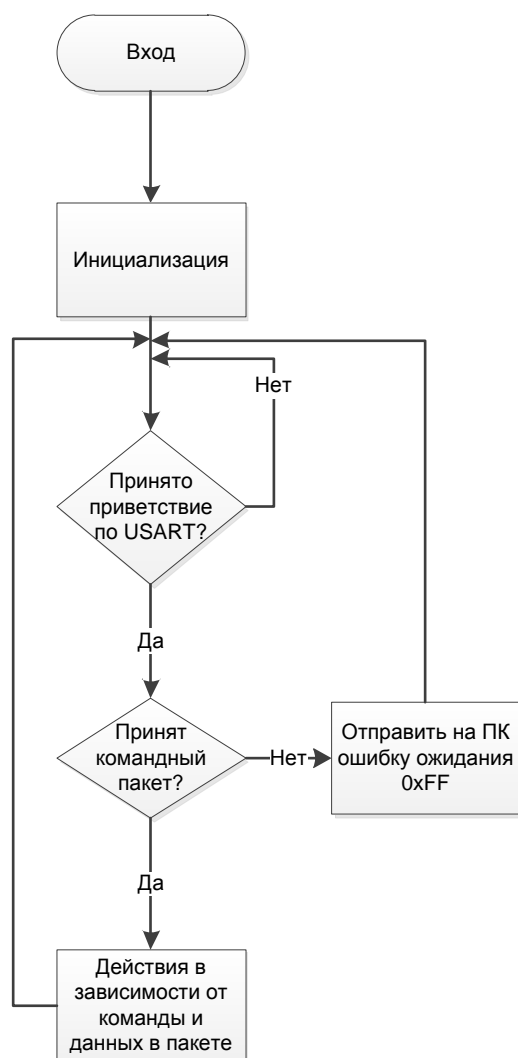 Вход
Инициализация
Нет
Принято
приветствие
по USART?
Да
Принят
командный
пакет?
Нет
Отправить на ПК
ошибку ожидания
0xFF
Да
Действия в
зависимости от
команды и
данных в пакете